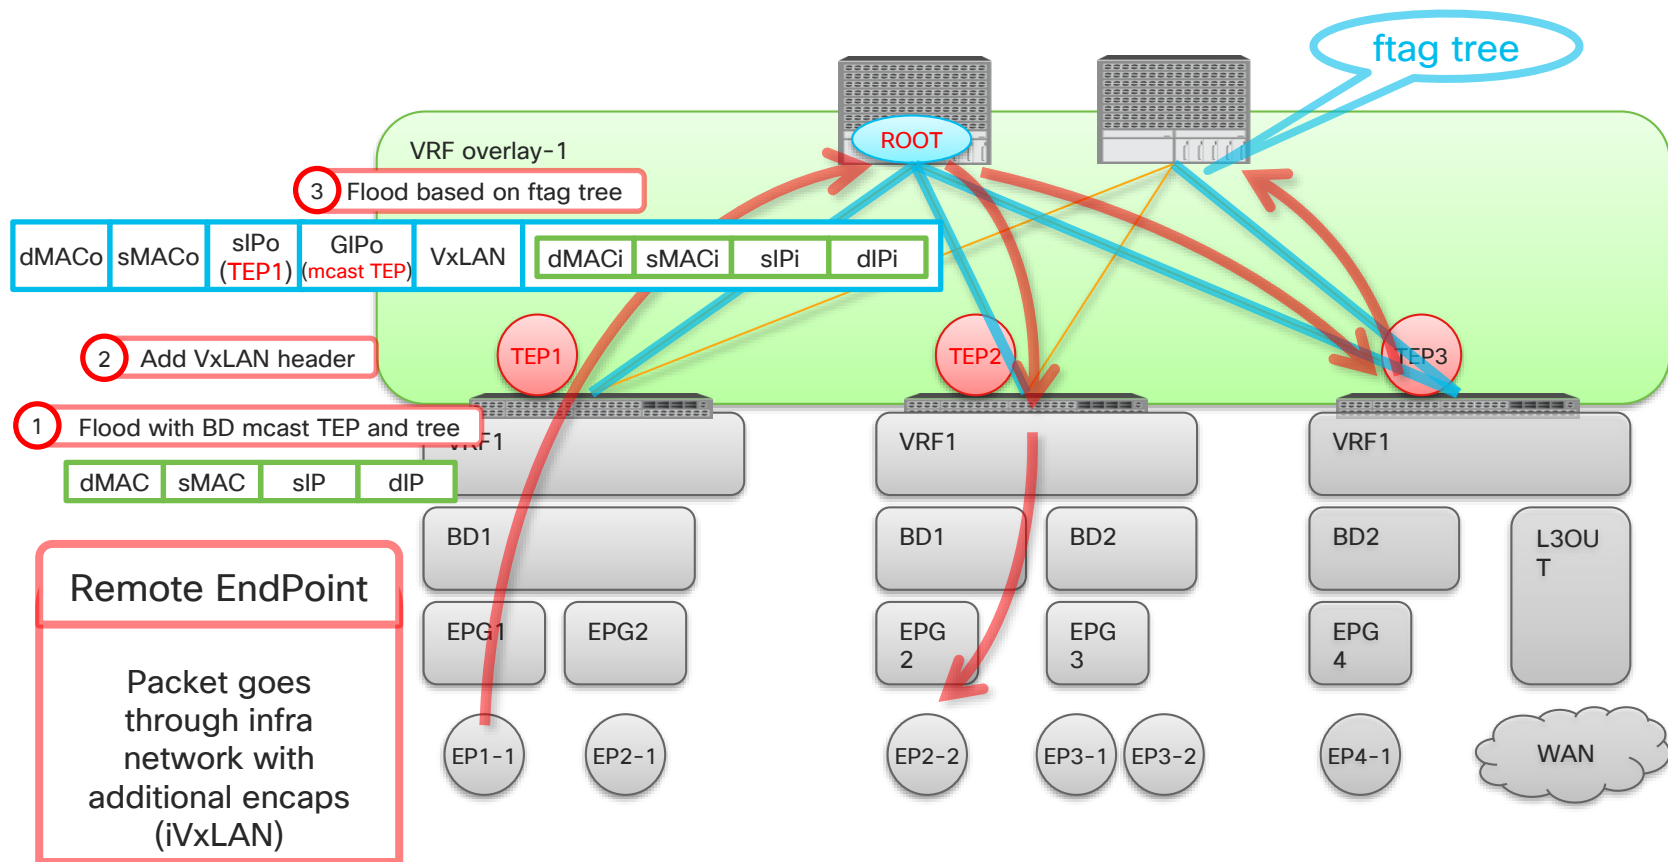 ftag tree
ROOT
VRF overlay-1
3 Flood based on ftag tree
dMACo sMACo sIPo (TEP1) GIPo (mcast TEP) VxLAN dMACi sMACi sIPi dIPi
TEP1 TEP2 TEP3
2 Add VxLAN header
1 Flood with BD mcast TEP and tree
VRF1 VRF1 VRF1
dMAC sMAC sIP dIP
BD1 BD1 BD2 BD2
L3OU
T
Remote EndPoint
EPG1 EPG2
EPG
2
EPG
3
EPG
4
Packet goes
through infra
network with
additional encaps
(iVxLAN)
EP1-1 EP2-1 EP2-2 EP3-1 EP3-2 EP4-1 WAN